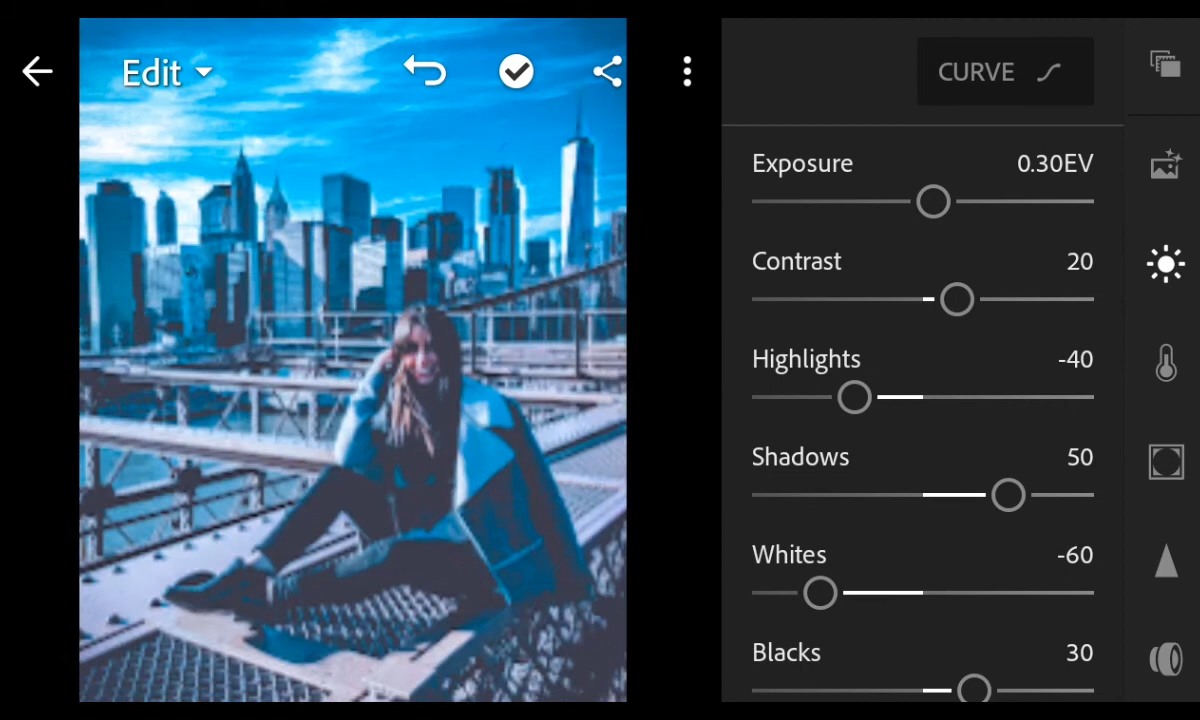 Edit
CURVE
Exposure 0.30EV
Contrast 20
Highlights -40
Shadows 50
Whites -60
Blacks 30